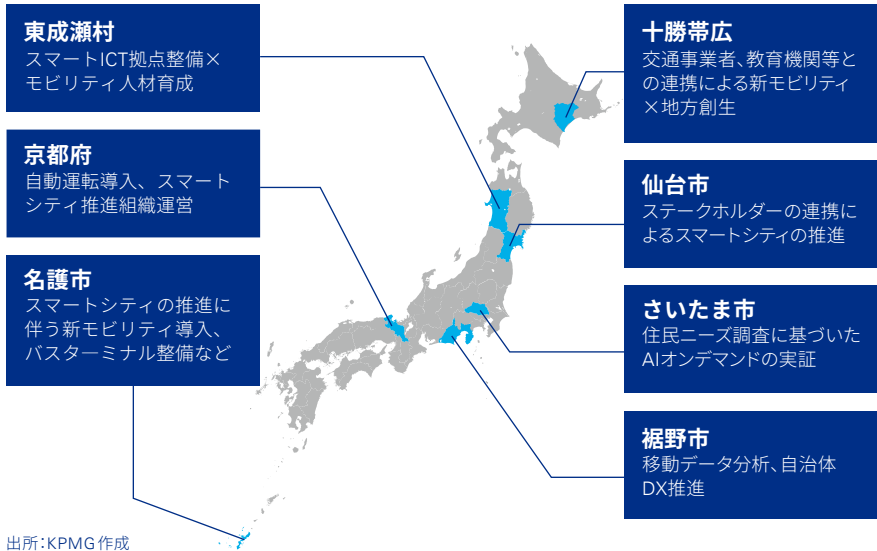 東成瀬村
スマートICT拠点整備×
モビリティ人材育成
京都府
自動運転導入、スマート
シティ推進組織運営
名護市
スマートシティの推進に
伴う新モビリティ導入、
バスターミナル整備など
十勝帯広
交通事業者、教育機関等と
の連携による新モビリティ
×地方創生
仙台市
ステークホルダーの連携に
よるスマートシティの推進
さいたま市
住民ニーズ調査に基づいた
AIオンデマンドの実証
裾野市
移動データ分析、自治体
DX推進
出所：KPMG作成